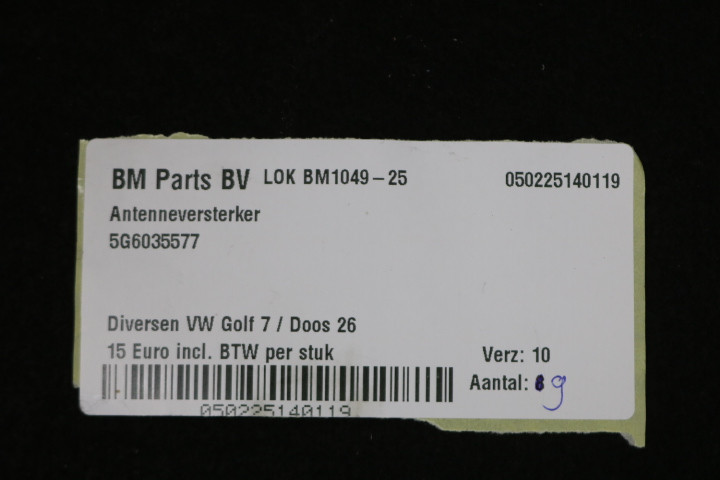 BM Parts BV LOK BM1049-25 050225140119
Antenneversterker
5G6035577
Diversen VW Golf 7 / Doos 26
15 Euro incl. BTW per stuk Verz: 10
Aantal: 9
050225140119